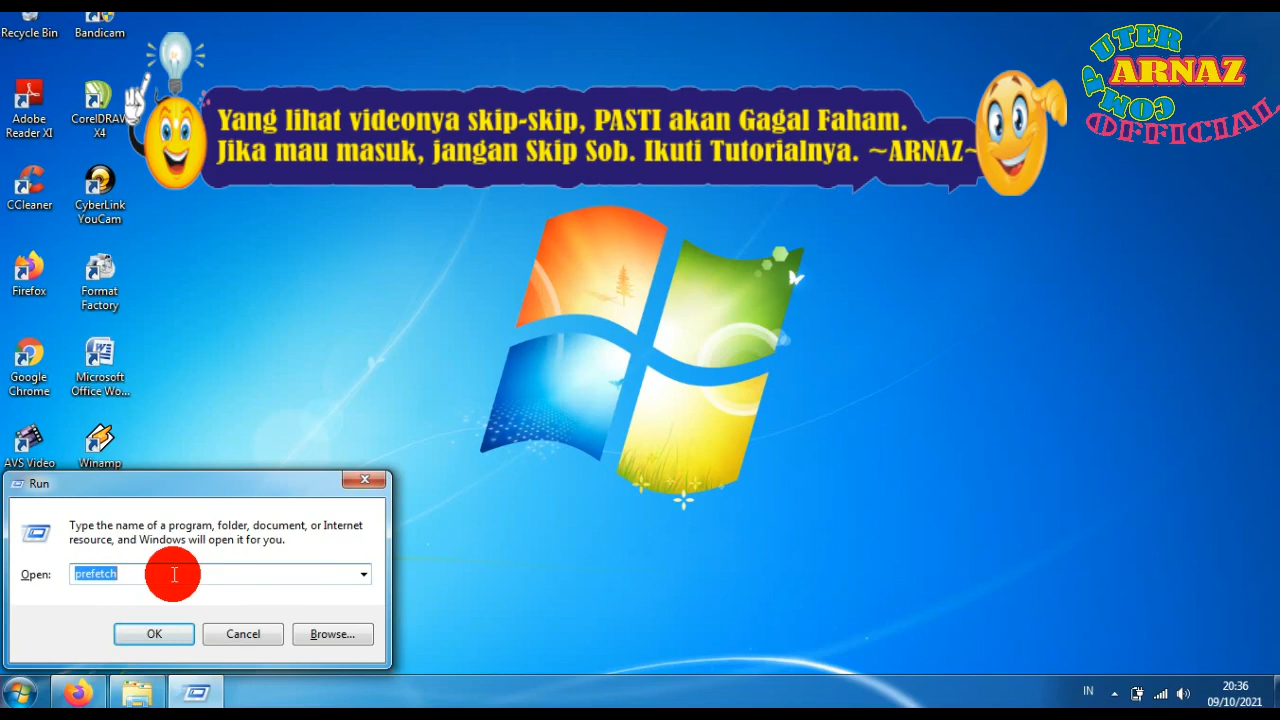 Recycle Bin
Bandicam
Adobe
Reader XI
CorelDRAW
X4
CCleaner
CyberLink
YouCam
Firefox
Format
Factory
Google
Chrome
Microsoft
Office Wo...
AVS Video
Winamp
Yang lihat videonya skip-skip, PASTI akan Gagal Faham.
Jika mau masuk, jangan Skip Sob. Ikuti Tutorialnya. ~ARNAZ~
COMPUTER
ARNAZ
OFFICIAL
Run
Type the name of a program, folder, document, or Internet
resource, and Windows will open it for you.
Open:
prefetch
OK
Cancel
Browse...
IN
20:36
09/10/2021